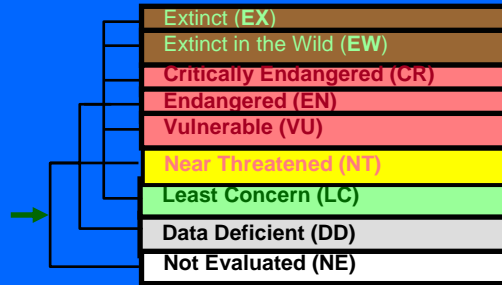 Extinct (EX)
Extinct in the Wild (EW)
Critically Endangered (CR)
Endangered (EN)
Vulnerable (VU)
Near Threatened (NT)
Least Concern (LC)
Data Deficient (DD)
Not Evaluated (NE)